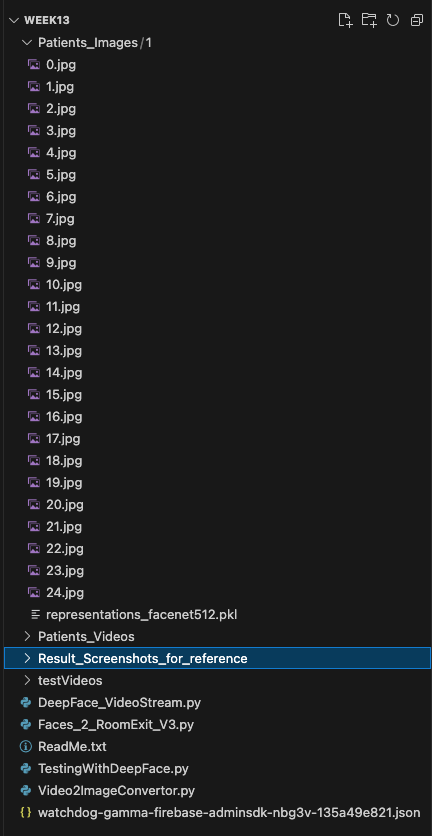 WEEK13
Patients_Images/1
0.jpg
1.jpg
2.jpg
3.jpg
4.jpg
5.jpg
6.jpg
7.jpg
8.jpg
9.jpg
10.jpg
11.jpg
12.jpg
13.jpg
14.jpg
15.jpg
16.jpg
17.jpg
18.jpg
19.jpg
20.jpg
21.jpg
22.jpg
23.jpg
24.jpg
representations_facenet512.pkl
Patients_Videos
Result_Screenshots_for_reference
testVideos
DeepFace_VideoStream.py
Faces_2_RoomExit_V3.py
ReadMe.txt
TestingWithDeepFace.py
Video2ImageConvertor.py
watchdog-gamma-firebase-adminsdk-nbg3v-135a49e821.json